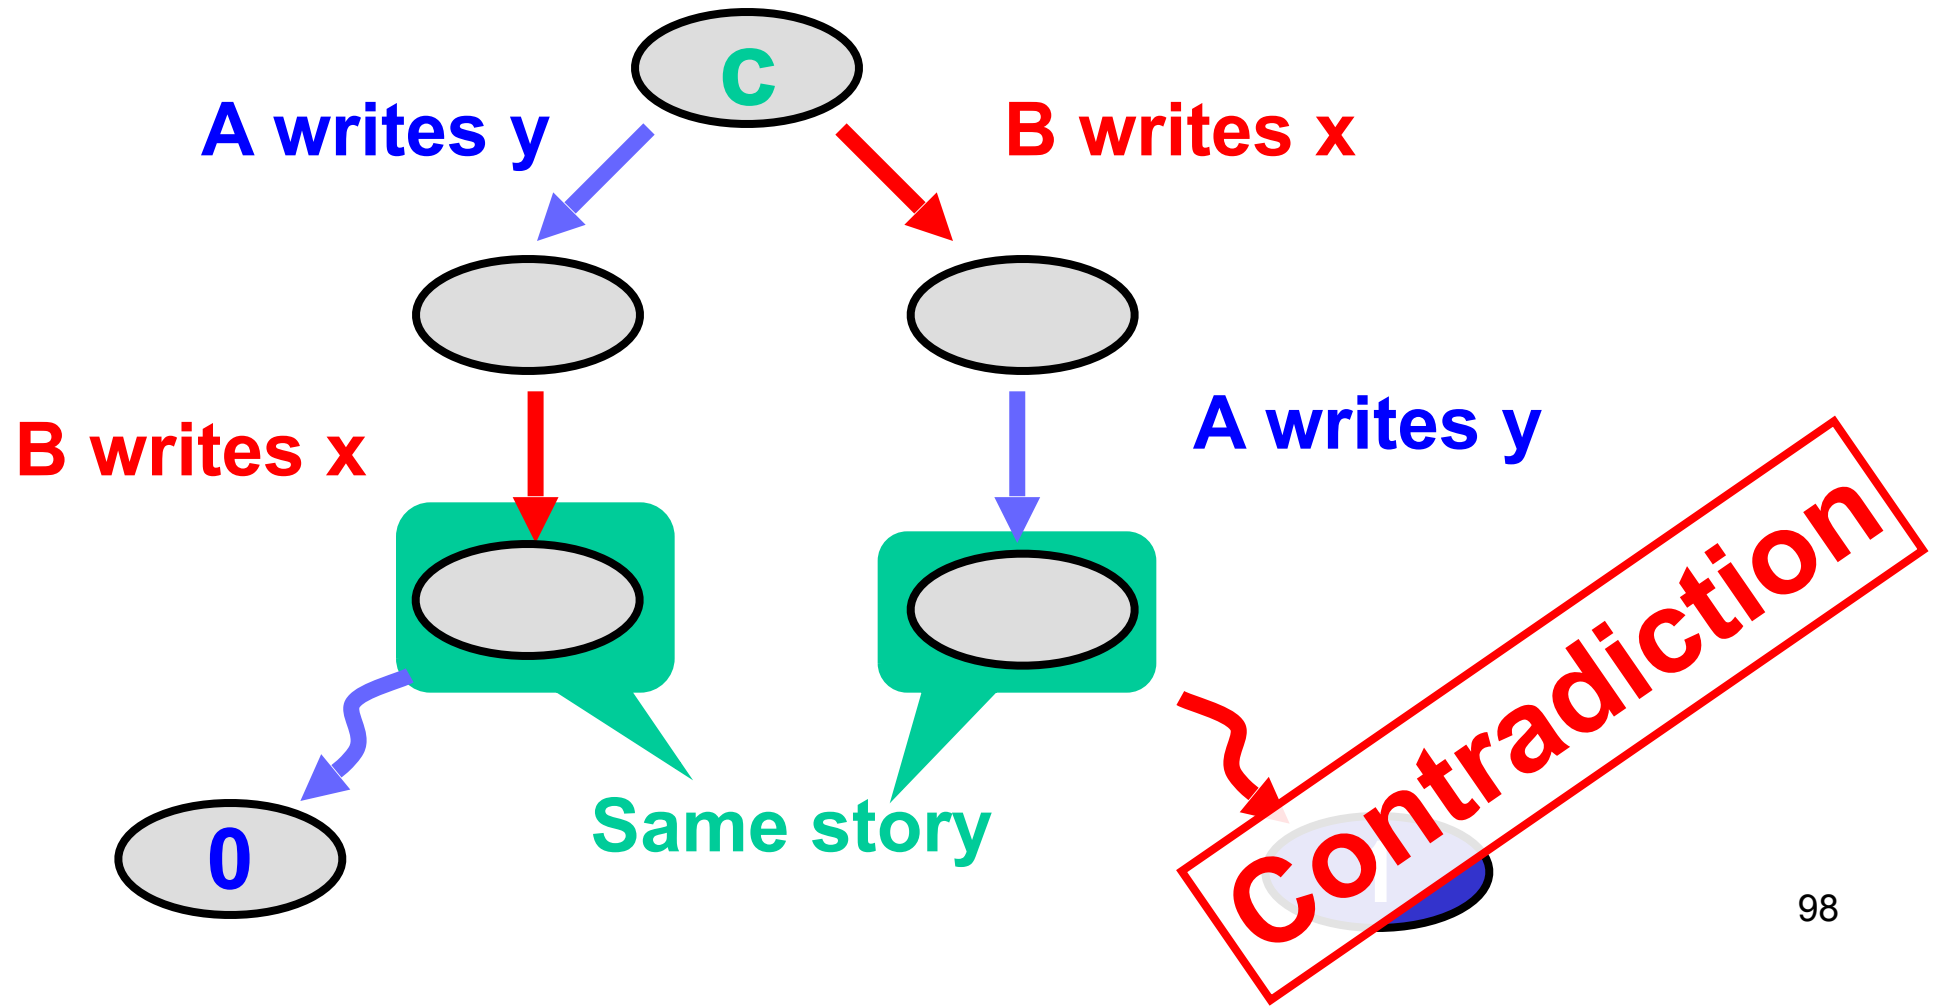 c
A writes y
B writes x
B writes x
A writes y
Contradiction
Same story
0
98